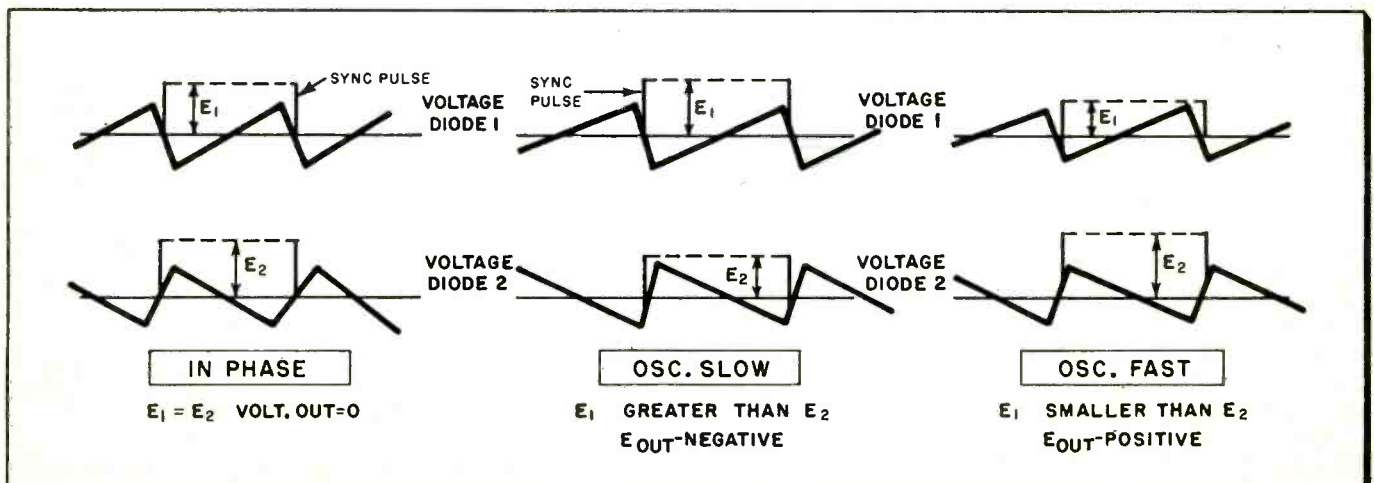 SYNC PULSE
E₁
VOLTAGE
DIODE 1
SYNC
PULSE
E₁
VOLTAGE
DIODE 1
E₁
E₂
VOLTAGE
DIODE 2
E₂
VOLTAGE
DIODE 2
E₂
IN PHASE
E₁ = E₂ VOLT. OUT=0
OSC. SLOW
E₁ GREATER THAN E₂
E_OUT-NEGATIVE
OSC. FAST
E₁ SMALLER THAN E₂
E_OUT-POSITIVE